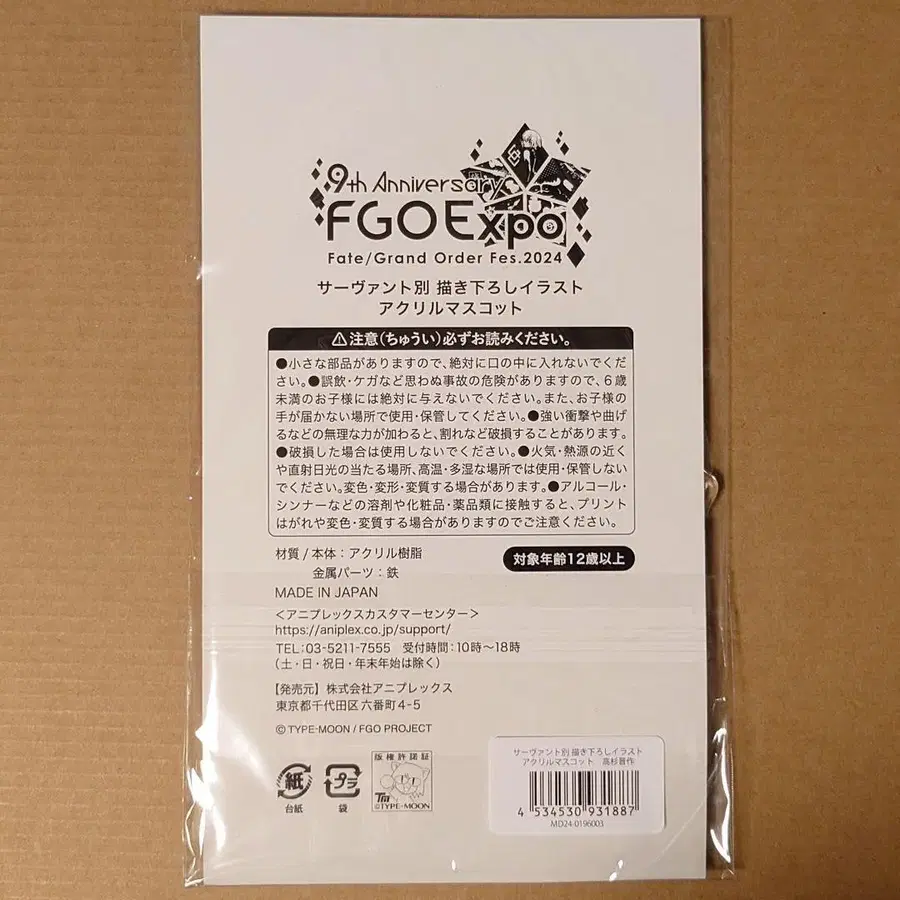 9th Anniversary
FGO Expo
Fate/Grand Order Fes.2024
サーヴァント別 描き下ろしイラスト
アクリルマスコット
⚠注意(ちゅうい)必ずお読みください。
●小さな部品がありますので、絶対に口の中に入れないでくだ
さい。●誤飲・ケガなど思わぬ事故の危険がありますので、6歳
未満のお子様には絶対に与えないでください。また、お子様の
手が届かない場所で使用・保管してください。●強い衝撃や曲げ
るなどの無理な力が加わると、割れなど破損することがあります。
●破損した場合は使用しないでください。●火気・熱源の近く
や直射日光の当たる場所、高温・多湿な場所では使用・保管しない
でください。変色・変形・変質する場合があります。●アルコール・
シンナーなどの溶剤や化粧品・薬品類に接触すると、プリント
はがれや変色・変質する場合がありますのでご注意ください。
材質 / 本体:アクリル樹脂
金属パーツ:鉄
対象年齢12歳以上
MADE IN JAPAN
<アニプレックスカスタマーセンター>
https://aniplex.co.jp/support/
TEL:03-5211-7555 受付時間:10時〜18時
(土・日・祝日・年末年始は除く)
【発売元】株式会社アニプレックス
東京都千代田区六番町4-5
©TYPE-MOON / FGO PROJECT
紙
台紙
プラ
袋
版権許諾証
TM
©TYPE-MOON
サーヴァント別 描き下ろしイラスト
アクリルマスコット 高杉晋作
4 534530 931887
MD24-0196003